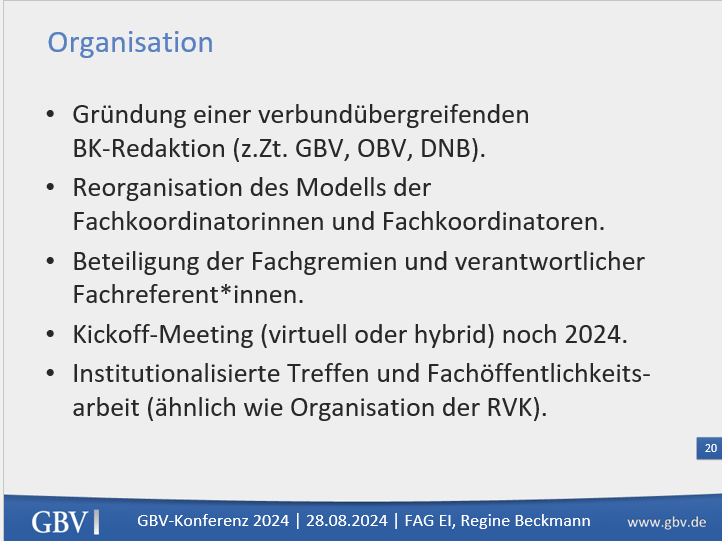 Organisation
• Gründung einer verbundübergreifenden
BK-Redaktion (z.Zt. GBV, OBV, DNB).
• Reorganisation des Modells der
Fachkoordinatorinnen und Fachkoordinatoren.
• Beteiligung der Fachgremien und verantwortlicher
Fachreferent*innen.
• Kickoff-Meeting (virtuell oder hybrid) noch 2024.
• Institutionalisierte Treffen und Fachöffentlichkeits-
arbeit (ähnlich wie Organisation der RVK).
20
GBV
GBV-Konferenz 2024 | 28.08.2024 | FAG EI, Regine Beckmann
www.gbv.de